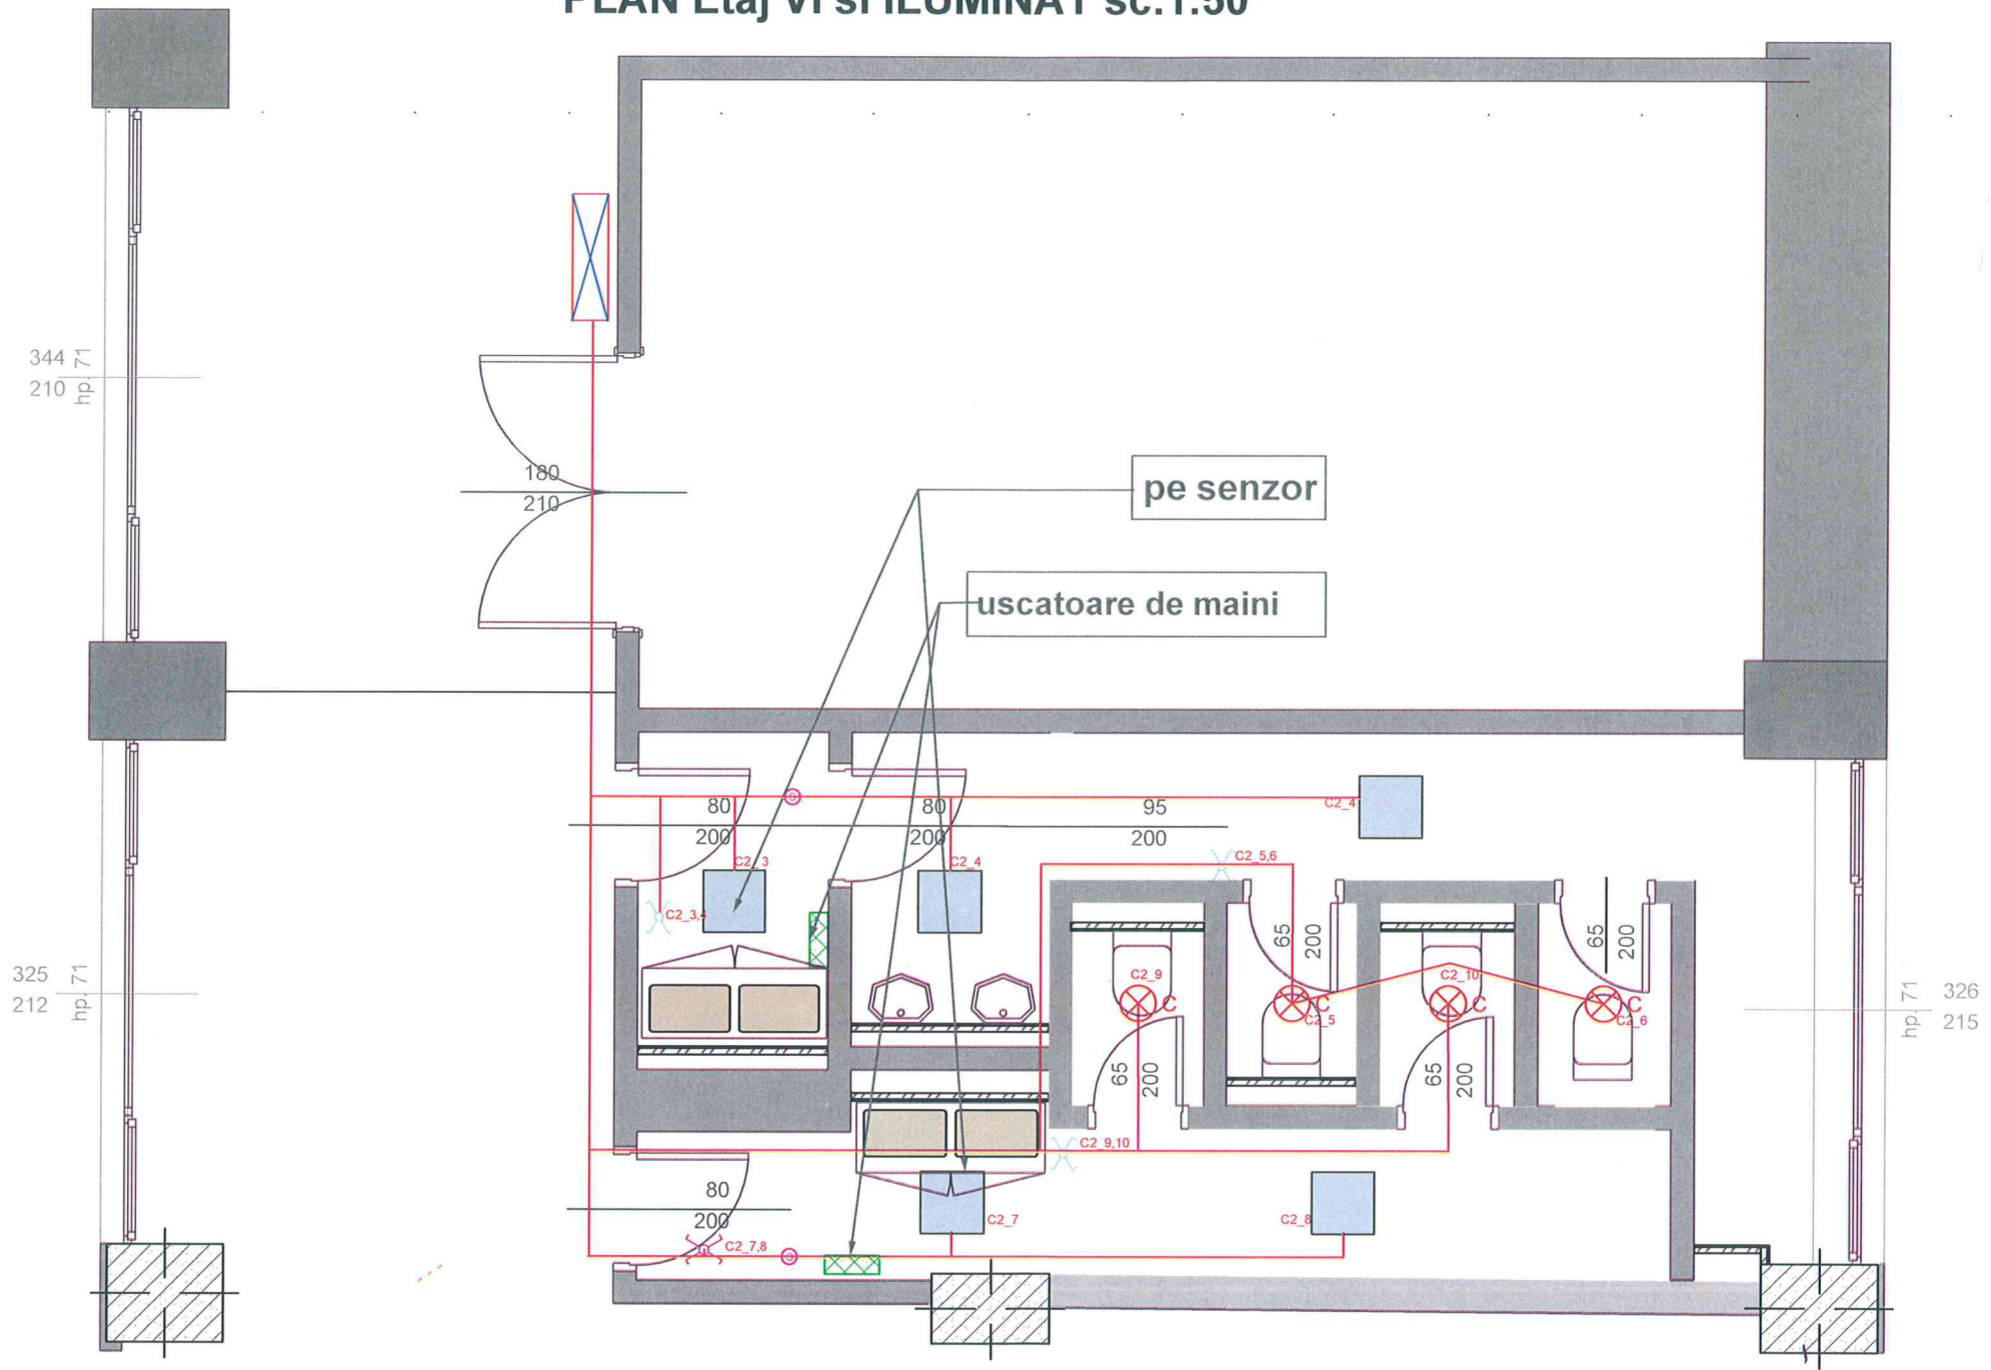 PLAN Etaj VI si ILUMINAT sc.1:50
344
210
hp. 71
180
210
pe senzor
uscatoare de maini
80
200
80
200
95
200
C2_4
C2_3
C2_4
C2_5,6
C2_3,4
65
200
65
200
325
212
hp. 71
C2_9
C
C2_5
C
C2_10
C
C2_6
C
hp. 71
326
215
65
200
65
200
C2_9,10
80
200
C2_7
C2_8
C2_7,8